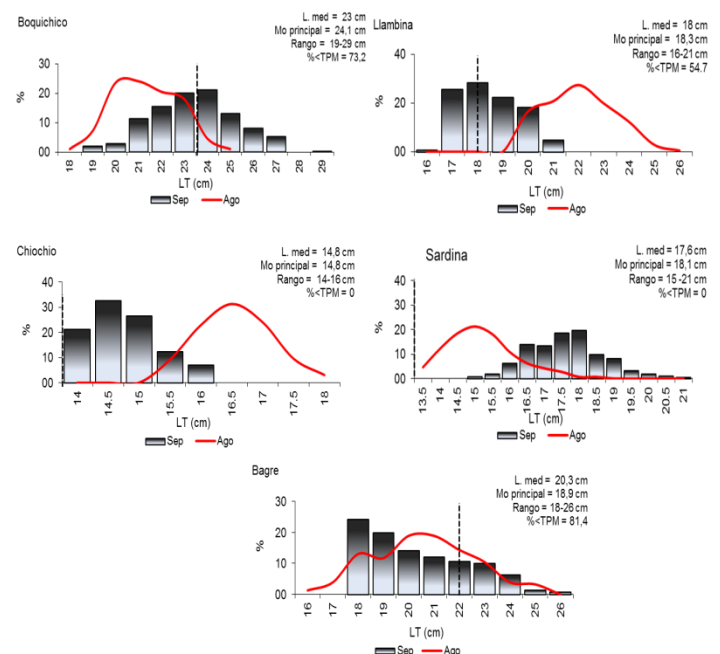 Boquichico
L. med = 23 cm
Mo principal = 24,1 cm
Rango = 19-29 cm
%<TPM = 73,2
%
30
20
10
00
18 19 20 21 22 23 24 25 26 27 28 29
LT (cm)
Sep Ago
Llambina
L. med = 18 cm
Mo principal = 18,3 cm
Rango = 16-21 cm
%<TPM = 54.7
%
40
20
00
16 17 18 19 20 21 22 23 24 25 26
LT (cm)
Sep Ago
Chiochio
L. med = 14,8 cm
Mo principal = 14,8 cm
Rango = 14-16 cm
%<TPM = 0
%
40
30
20
10
00
14 14.5 15 15.5 16 16.5 17 17.5 18
LT (cm)
Sep Ago
Sardina
L. med = 17,6 cm
Mo principal = 18,1 cm
Rango = 15 -21 cm
%<TPM = 0
%
40
30
20
10
00
13.5 14 14.5 15 15.5 16 16.5 17 17.5 18 18.5 19 19.5 20 20.5 21
LT (cm)
Sep Ago
Bagre
L. med = 20,3 cm
Mo principal = 18,9 cm
Rango = 18-26 cm
%<TPM = 81,4
%
30
20
10
00
16 17 18 19 20 21 22 23 24 25 26
LT (cm)
Sep Ago